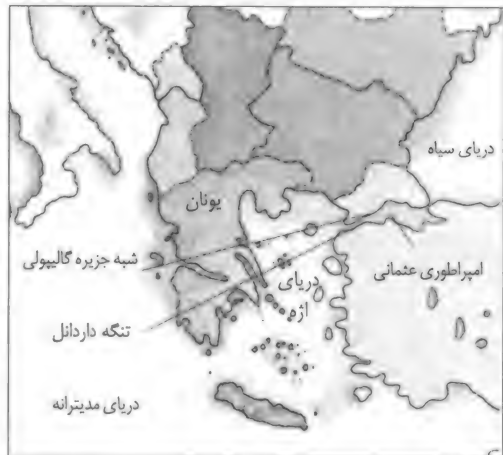 دریای سیاه
یونان
شبه جزیره گالیپولی
دریای
اژه
امپراطوری عثمانی
تنگه داردانل
دریای مدیترانه